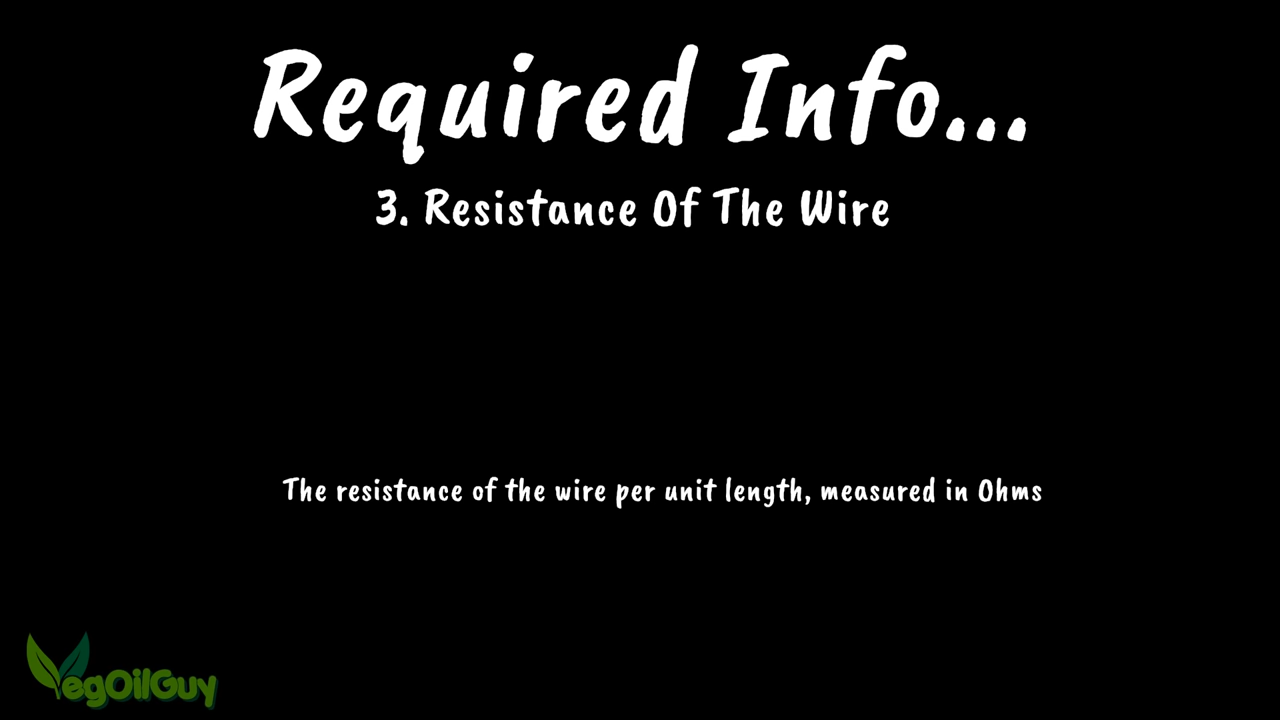 Required Info...
3. Resistance Of The Wire
The resistance of the wire per unit length, measured in Ohms
VegOilGuy